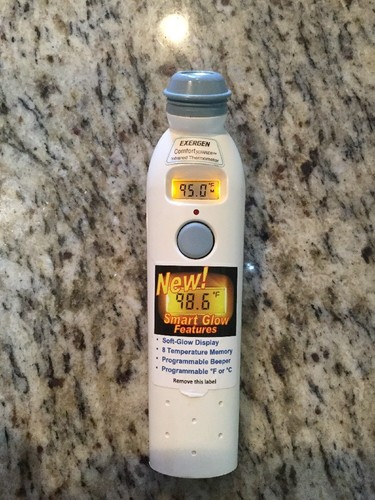 EXERGEN
ComfortSCANNER™
Infrared Thermometer
95.0 °F
M
New!
98.6 °F
Smart Glow
Features
• Soft-Glow Display
• 8 Temperature Memory
• Programmable Beeper
• Programmable °F or °C
Remove this label